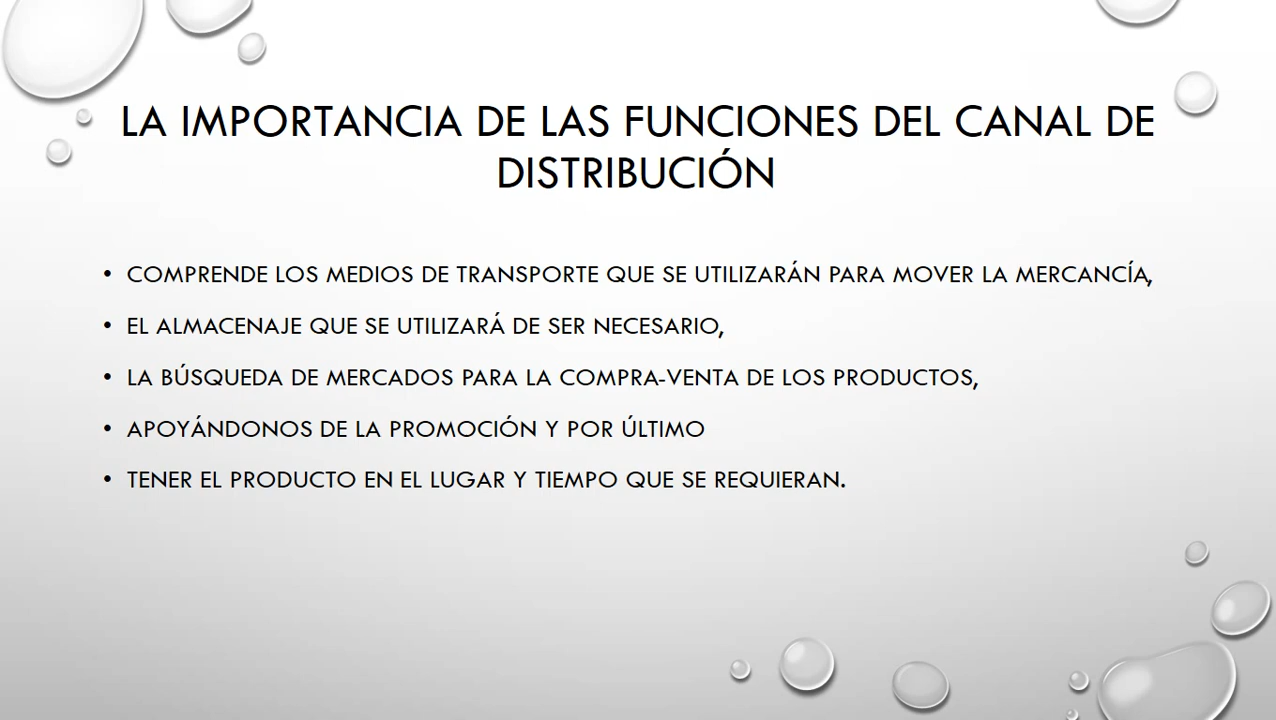 LA IMPORTANCIA DE LAS FUNCIONES DEL CANAL DE
DISTRIBUCIÓN
• COMPRENDE LOS MEDIOS DE TRANSPORTE QUE SE UTILIZARÁN PARA MOVER LA MERCANCÍA,
• EL ALMACENAJE QUE SE UTILIZARÁ DE SER NECESARIO,
• LA BÚSQUEDA DE MERCADOS PARA LA COMPRA-VENTA DE LOS PRODUCTOS,
• APOYÁNDONOS DE LA PROMOCIÓN Y POR ÚLTIMO
• TENER EL PRODUCTO EN EL LUGAR Y TIEMPO QUE SE REQUIERAN.